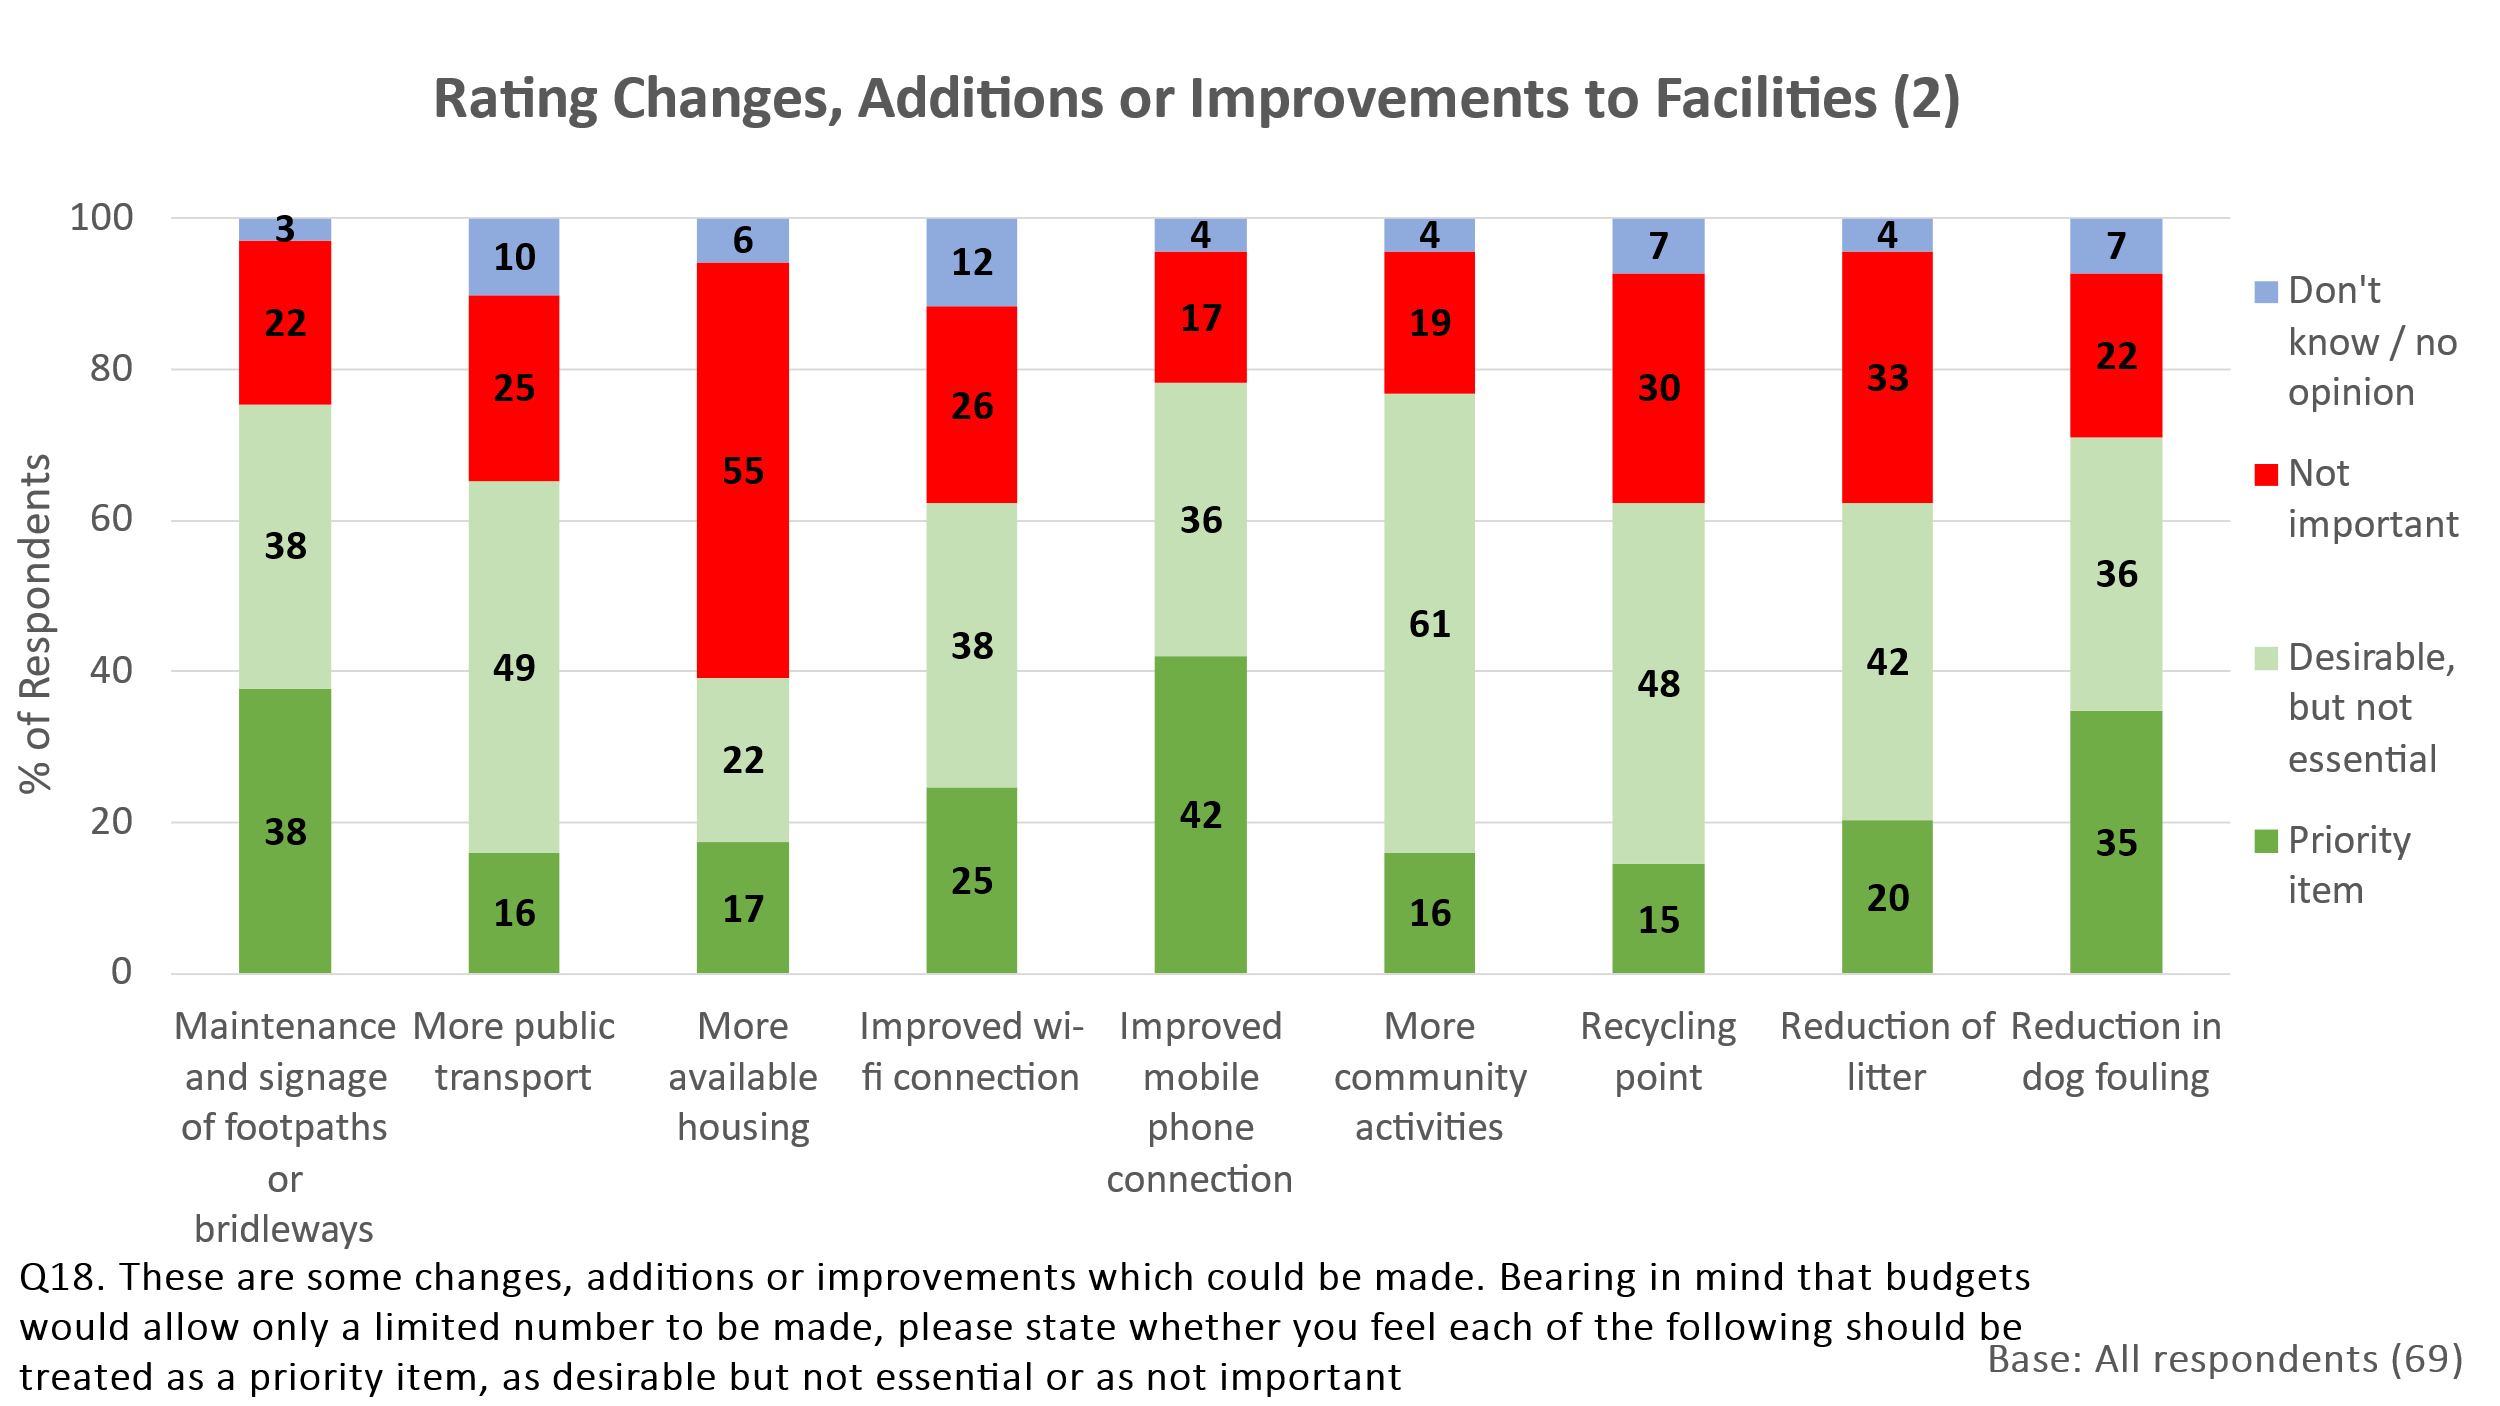 Rating Changes, Additions or Improvements to Facilities (2)
% of Respondents
100
80
60
40
20
0
3
10
6
12
4
4
7
4
7
22
25
55
26
17
19
30
33
22
38
49
22
38
36
61
48
42
36
38
16
17
25
42
16
15
20
35
Maintenance
and signage
of footpaths
or
bridleways
More public
transport
More
available
housing
Improved wi-
fi connection
Improved
mobile
phone
connection
More
community
activities
Recycling
point
Reduction of
litter
Reduction in
dog fouling
Don't
know / no
opinion
Not
important
Desirable,
but not
essential
Priority
item
Q18. These are some changes, additions or improvements which could be made. Bearing in mind that budgets
would allow only a limited number to be made, please state whether you feel each of the following should be
treated as a priority item, as desirable but not essential or as not important
Base: All respondents (69)